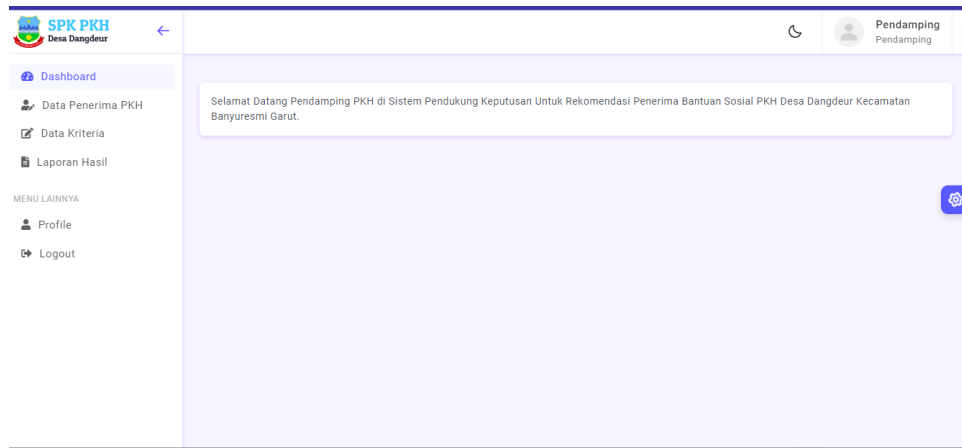 SPK PKH
Desa Dangdeur
Pendamping
Pendamping
Dashboard
Data Penerima PKH
Data Kriteria
Laporan Hasil
MENU LAINNYA
Profile
Logout
Selamat Datang Pendamping PKH di Sistem Pendukung Keputusan Untuk Rekomendasi Penerima Bantuan Sosial PKH Desa Dangdeur Kecamatan
Banyuresmi Garut.